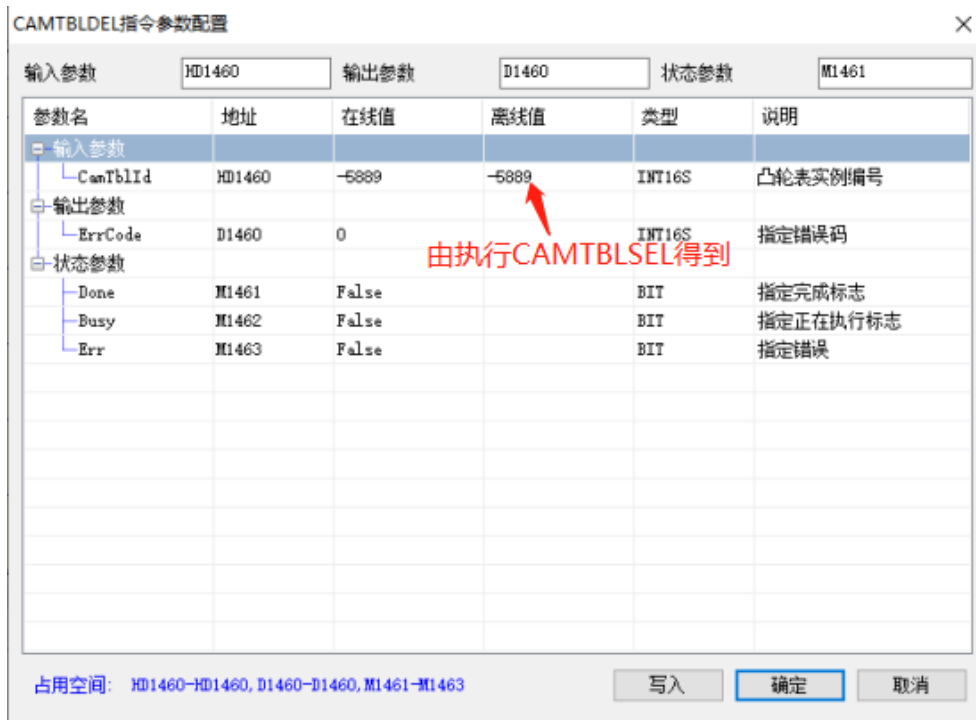 CAMTBLDEL指令参数配置
输入参数 HD1460 输出参数 D1460 状态参数 M1461
参数名 地址 在线值 离线值 类型 说明
输入参数
CamTblId HD1460 -5889 -5889 INT16S 凸轮表实例编号
输出参数
ErrCode D1460 0 INT16S 指定错误码
由执行CAMTBLSEL得到
状态参数
Done M1461 False BIT 指定完成标志
Busy M1462 False BIT 指定正在执行标志
Err M1463 False BIT 指定错误
占用空间: HD1460-HD1460,D1460-D1460,M1461-M1463 写入 确定 取消